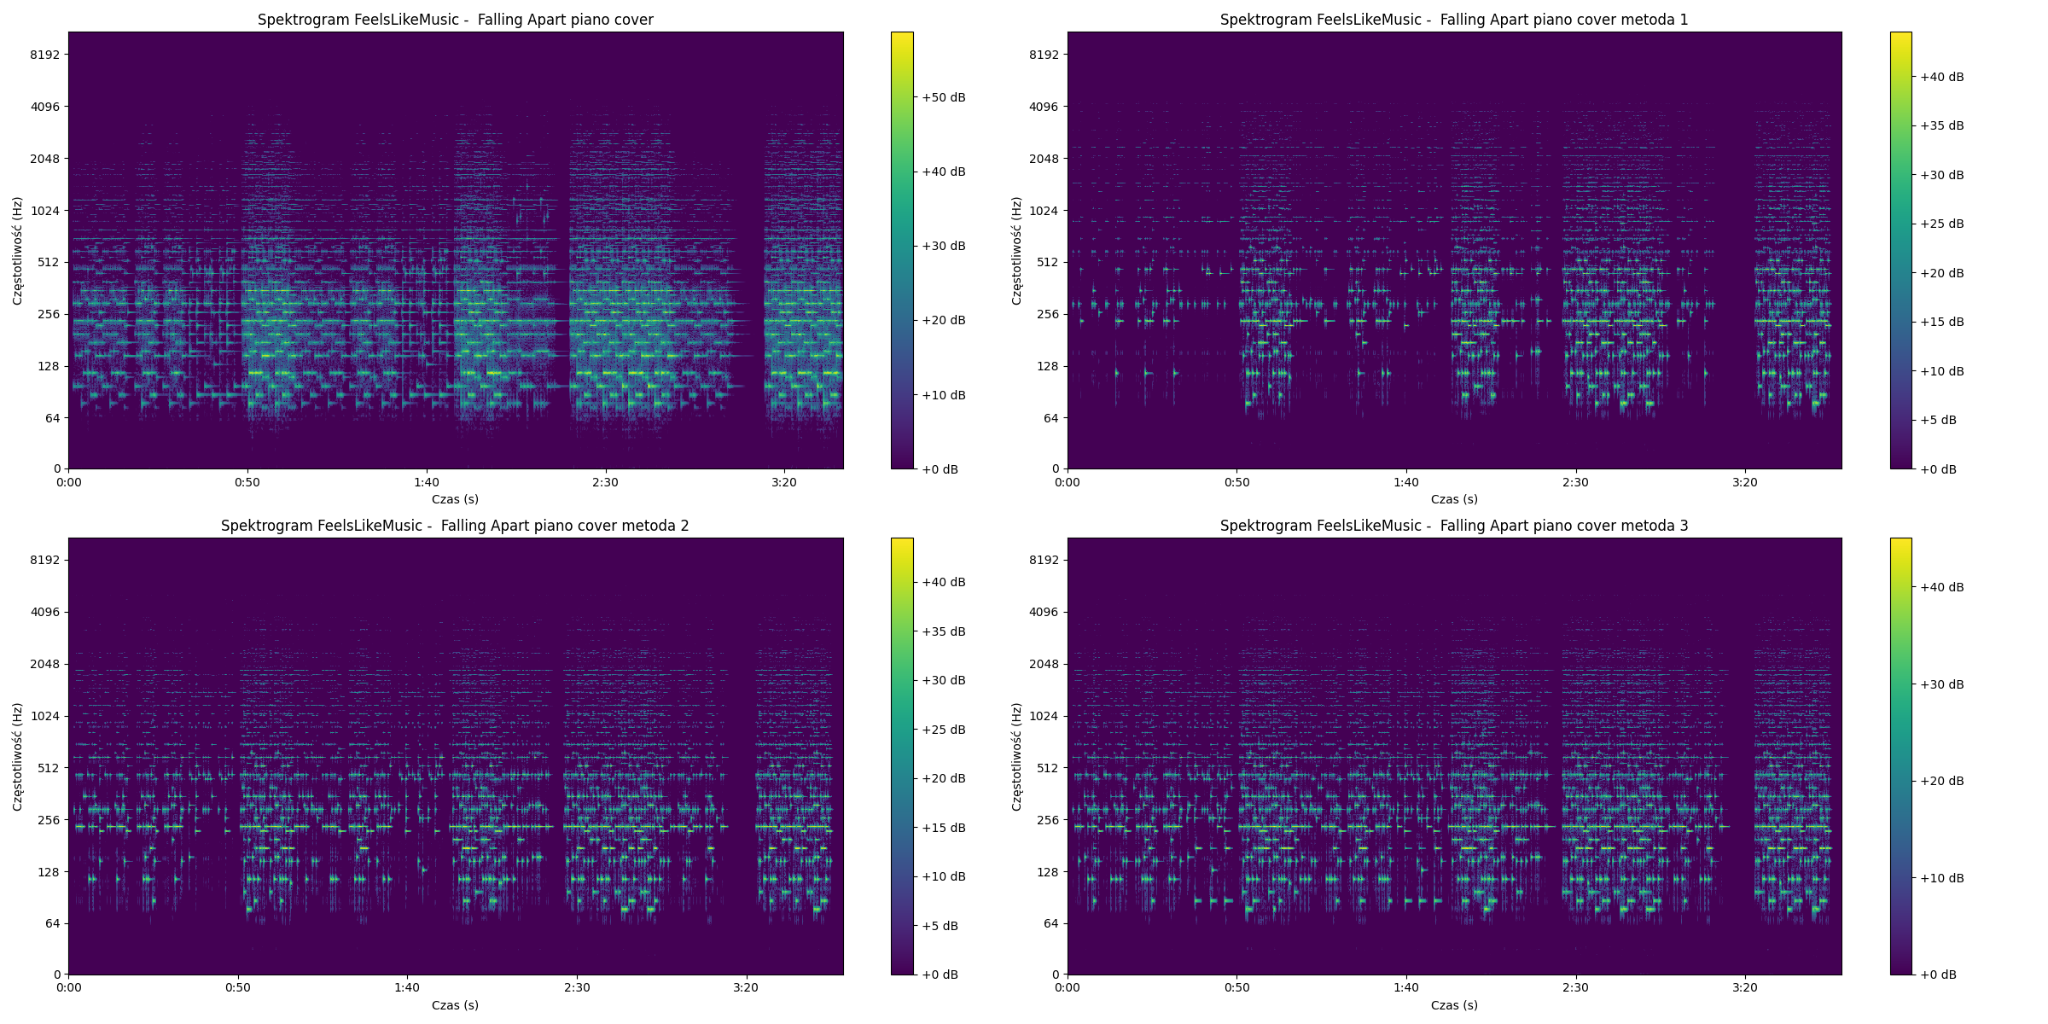 Spektrogram FeelsLikeMusic -  Falling Apart piano cover
8192
4096
2048
1024
512
256
128
64
0
Częstotliwość (Hz)
0:00 0:50 1:40 2:30 3:20
Czas (s)
+50 dB
+40 dB
+30 dB
+20 dB
+10 dB
+0 dB
Spektrogram FeelsLikeMusic -  Falling Apart piano cover metoda 1
8192
4096
2048
1024
512
256
128
64
0
Częstotliwość (Hz)
0:00 0:50 1:40 2:30 3:20
Czas (s)
+40 dB
+35 dB
+30 dB
+25 dB
+20 dB
+15 dB
+10 dB
+5 dB
+0 dB
Spektrogram FeelsLikeMusic -  Falling Apart piano cover metoda 2
8192
4096
2048
1024
512
256
128
64
0
Częstotliwość (Hz)
0:00 0:50 1:40 2:30 3:20
Czas (s)
+40 dB
+35 dB
+30 dB
+25 dB
+20 dB
+15 dB
+10 dB
+5 dB
+0 dB
Spektrogram FeelsLikeMusic -  Falling Apart piano cover metoda 3
8192
4096
2048
1024
512
256
128
64
0
Częstotliwość (Hz)
0:00 0:50 1:40 2:30 3:20
Czas (s)
+40 dB
+30 dB
+20 dB
+10 dB
+0 dB